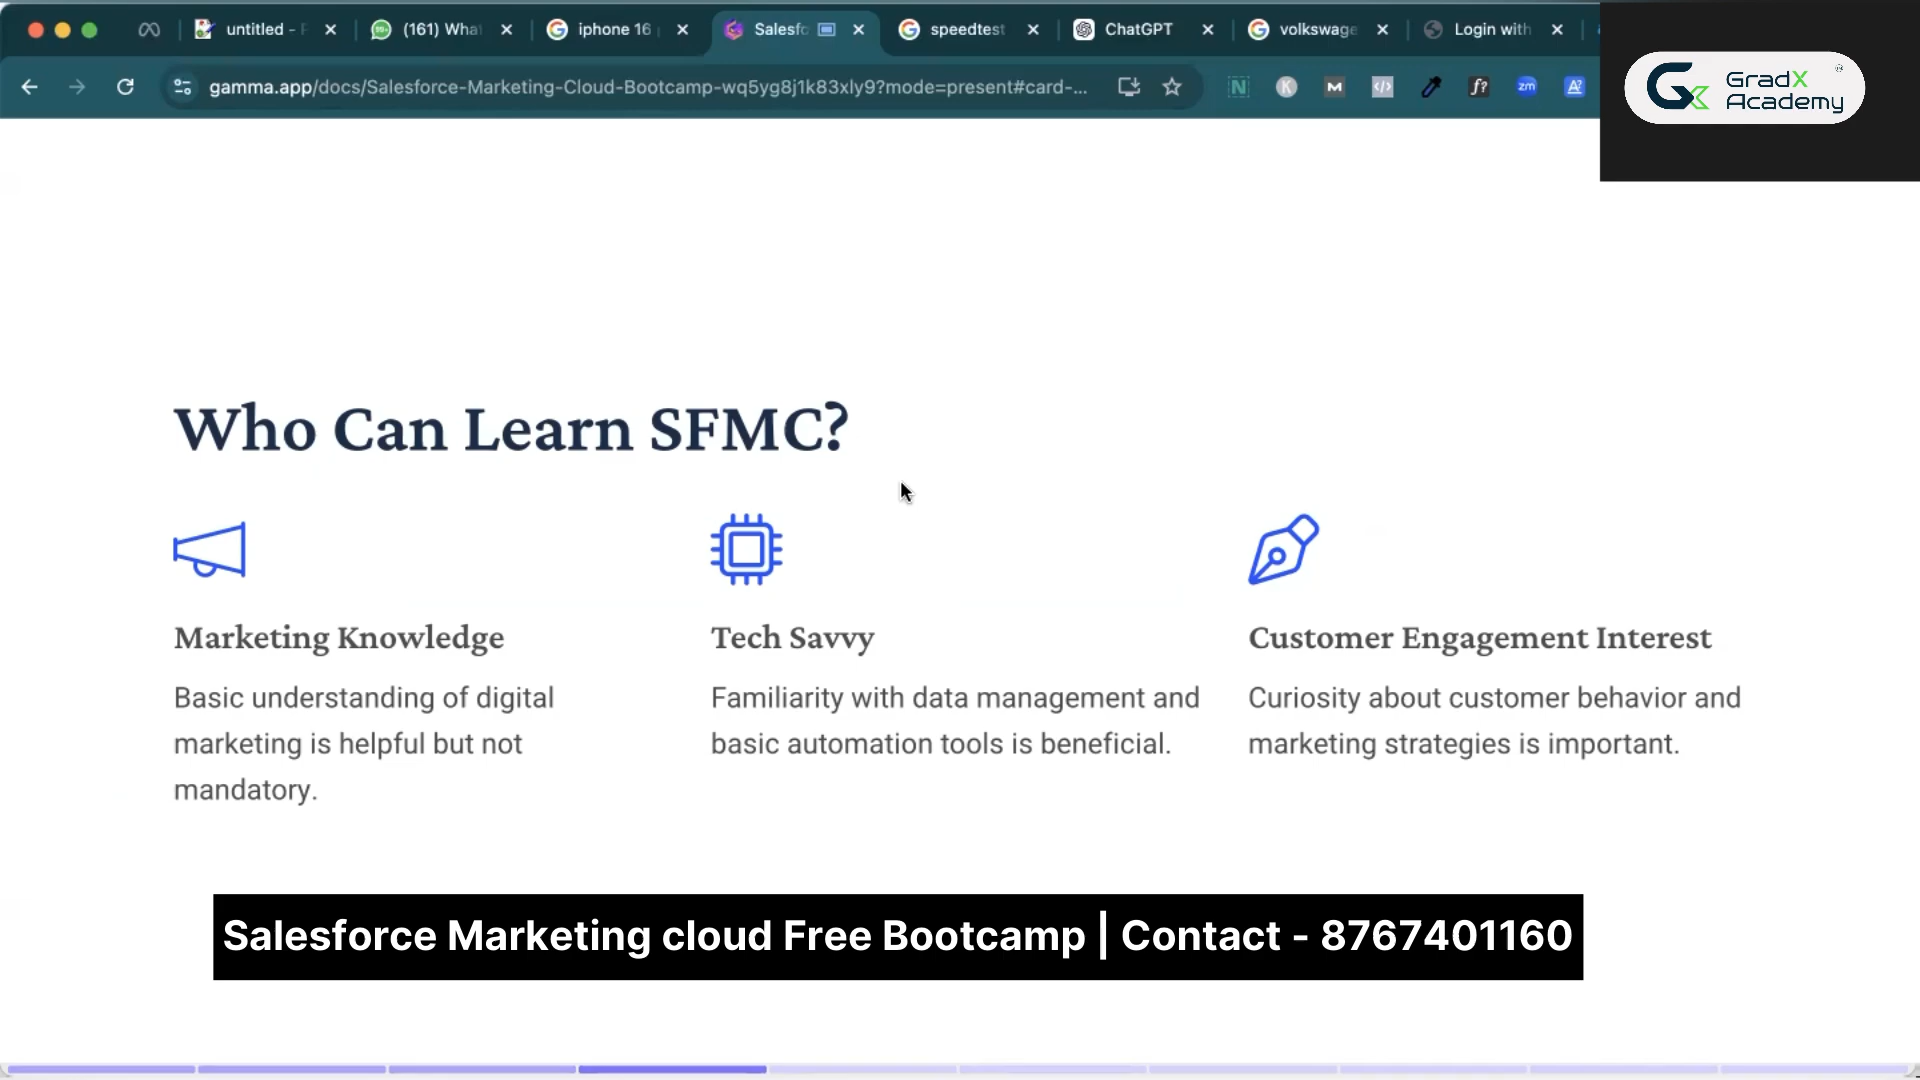 untitled -
(161) What
iphone 16
Salesfo
speedtest
ChatGPT
volkswage
Login with
gamma.app/docs/Salesforce-Marketing-Cloud-Bootcamp-wq5yg8j1k83xly9?mode=present#card-...
GradX
Academy
Who Can Learn SFMC?
Marketing Knowledge
Basic understanding of digital
marketing is helpful but not
mandatory.
Tech Savvy
Familiarity with data management and
basic automation tools is beneficial.
Customer Engagement Interest
Curiosity about customer behavior and
marketing strategies is important.
Salesforce Marketing cloud Free Bootcamp | Contact - 8767401160